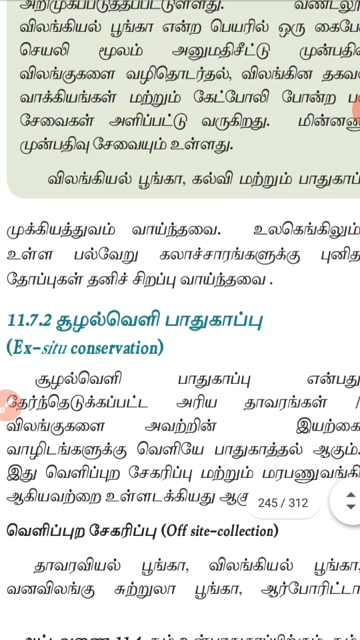 அறிமுகப்படுத்தப்பட்டுள்ளது. வண்டலூர்
விலங்கியல் பூங்கா என்ற பெயரில் ஒரு
செயலி மூலம் அனுமதிசீட்டு
விலங்குகளை வழிதொடர்தல், விலங்கின்
வாக்கியங்கள் மற்றும் கேட்போலி போன்ற
சேவைகள் அளிப்பட்டு வருகிறது.
முன்பதிவு சேவையும் உள்ளது.
விலங்கியல் பூங்கா, கல்வி மற்றும்
முக்கியத்துவம் வாய்ந்தவை. உலகெங்கிலும்
உள்ள பல்வேறு கலாச்சாரங்களுக்கு புனித
தோப்புகள் தனிச் சிறப்பு வாய்ந்தவை .
11.7.2 சூழல்வெளி பாதுகாப்பு
(Ex-situ conservation)
சூழல்வெளி பாதுகாப்பு என்பது
தேர்ந்தெடுக்கப்பட்ட அரிய தாவரங்கள் /
விலங்குகளை அவற்றின் இயற்கை
வாழிடங்களுக்கு வெளியே பாதுகாத்தல் ஆகும்.
இது வெளிப்புற சேகரிப்பு மற்றும் மரபணுவங்கி
ஆகியவற்றை உள்ளடக்கியது
245 / 312
வெளிப்புற சேகரிப்பு (Off site-collection)
தாவரவியல் பூங்கா, விலங்கியல் பூங்கா,
வனவிலங்கு சுற்றுலா பூங்கா, ஆர்போரிட்டா